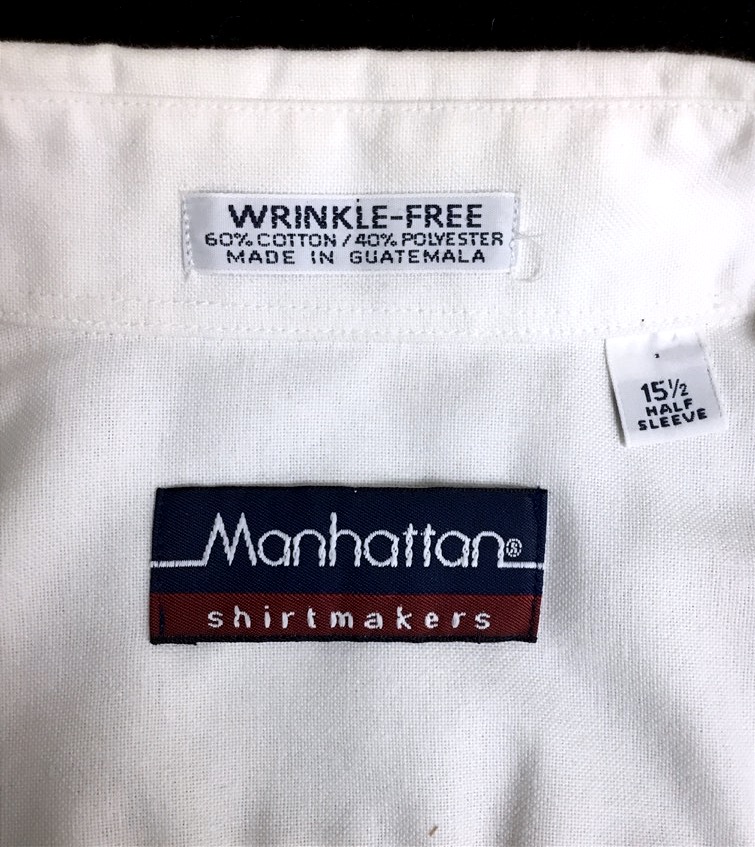 WRINKLE-FREE
60% COTTON / 40% POLYESTER
MADE IN GUATEMALA
15½
HALF
SLEEVE
Manhattan®
shirtmakers